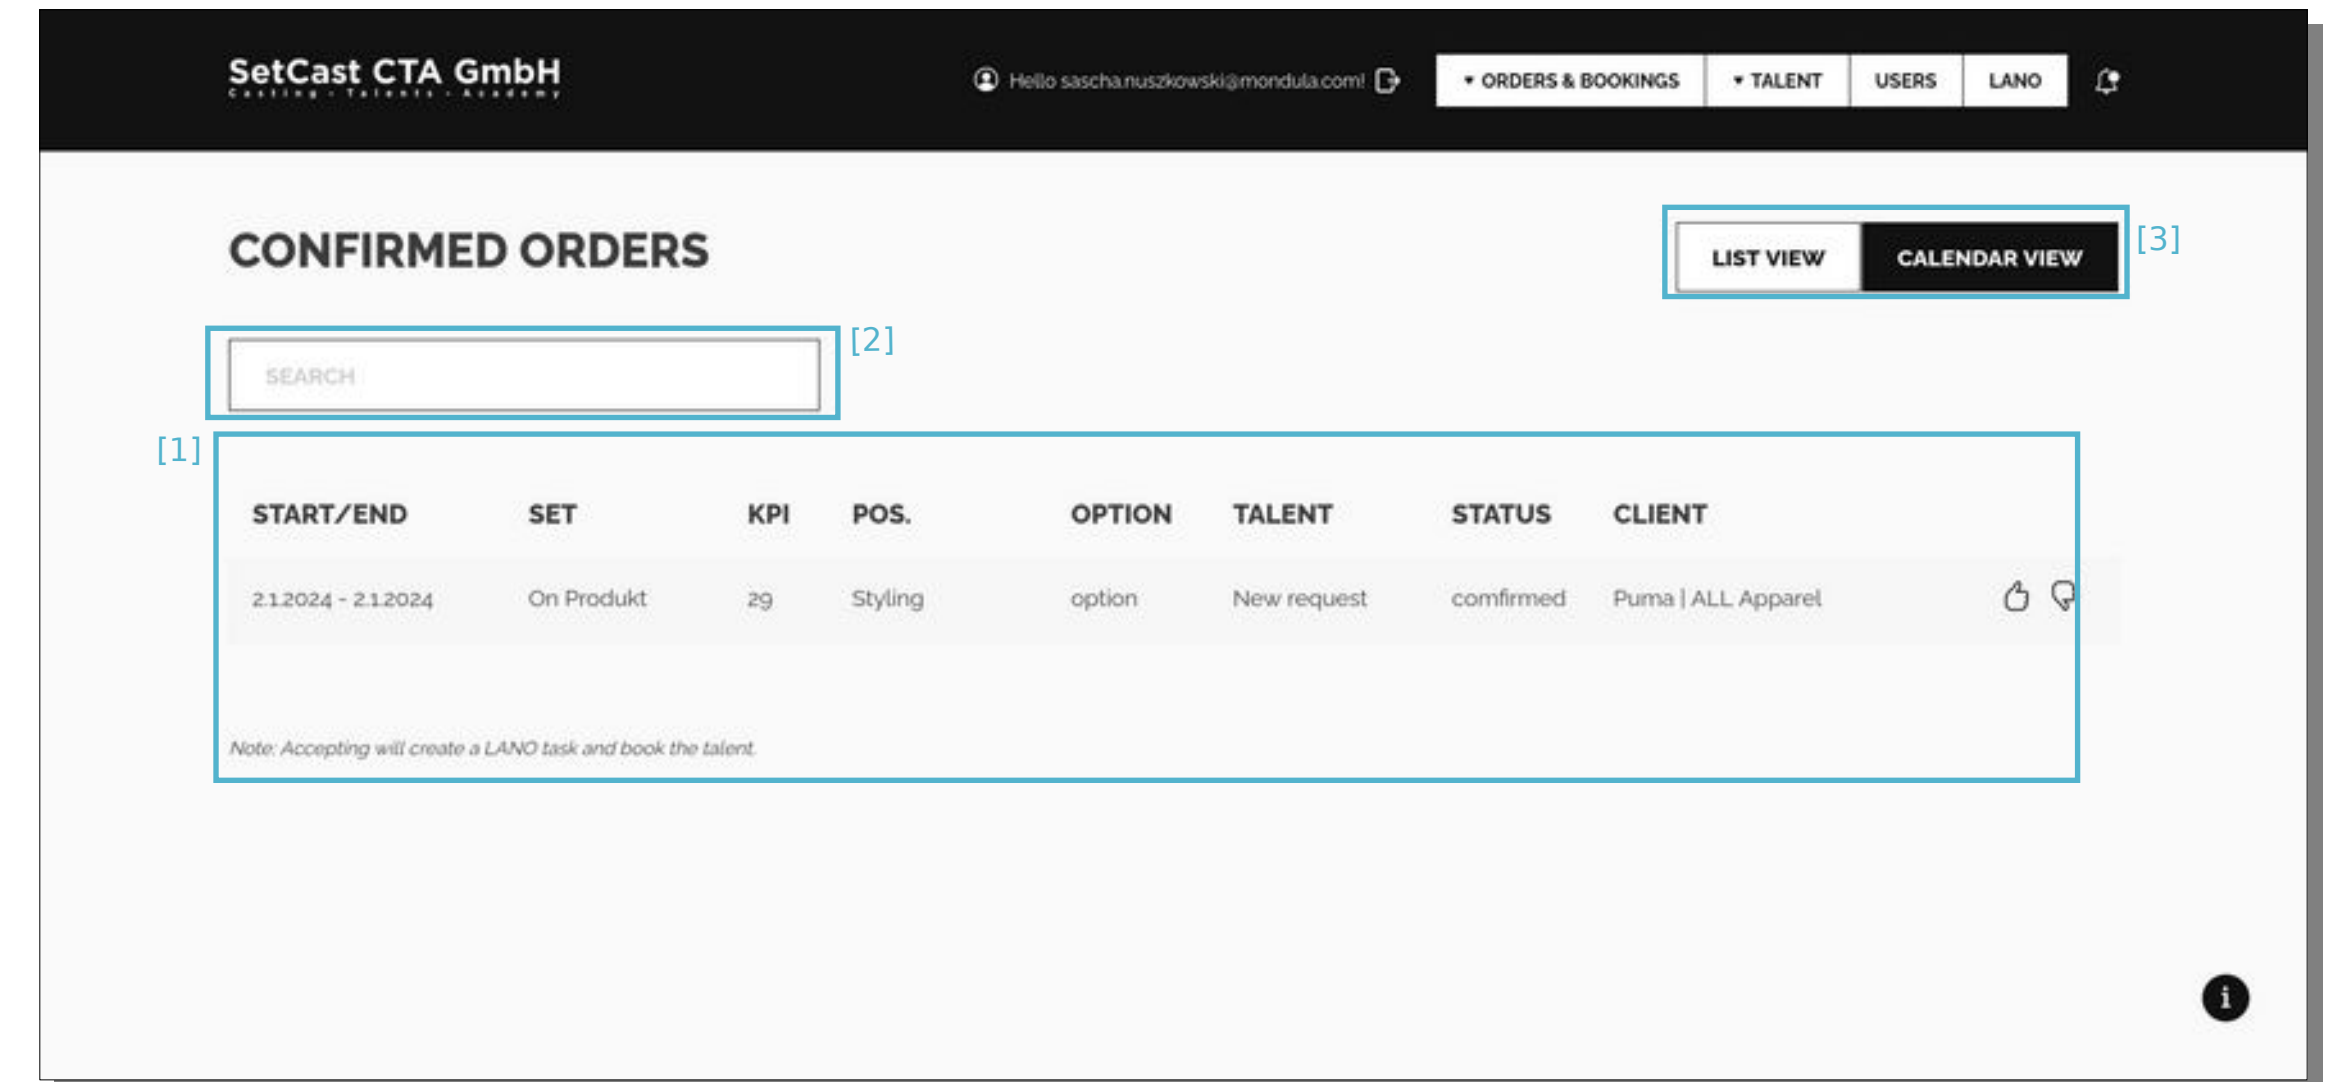 SetCast CTA GmbH
Casting · Talents · Academy
Hello sascha.nuszkowski@mondula.com!
▾ ORDERS & BOOKINGS
▾ TALENT
USERS
LANO
CONFIRMED ORDERS
LIST VIEW
CALENDAR VIEW
[3]
SEARCH
[2]
[1]
START/END SET KPI POS. OPTION TALENT STATUS CLIENT
2.1.2024 - 2.1.2024 On Produkt 29 Styling option New request comfirmed Puma | ALL Apparel
Note: Accepting will create a LANO task and book the talent.
i